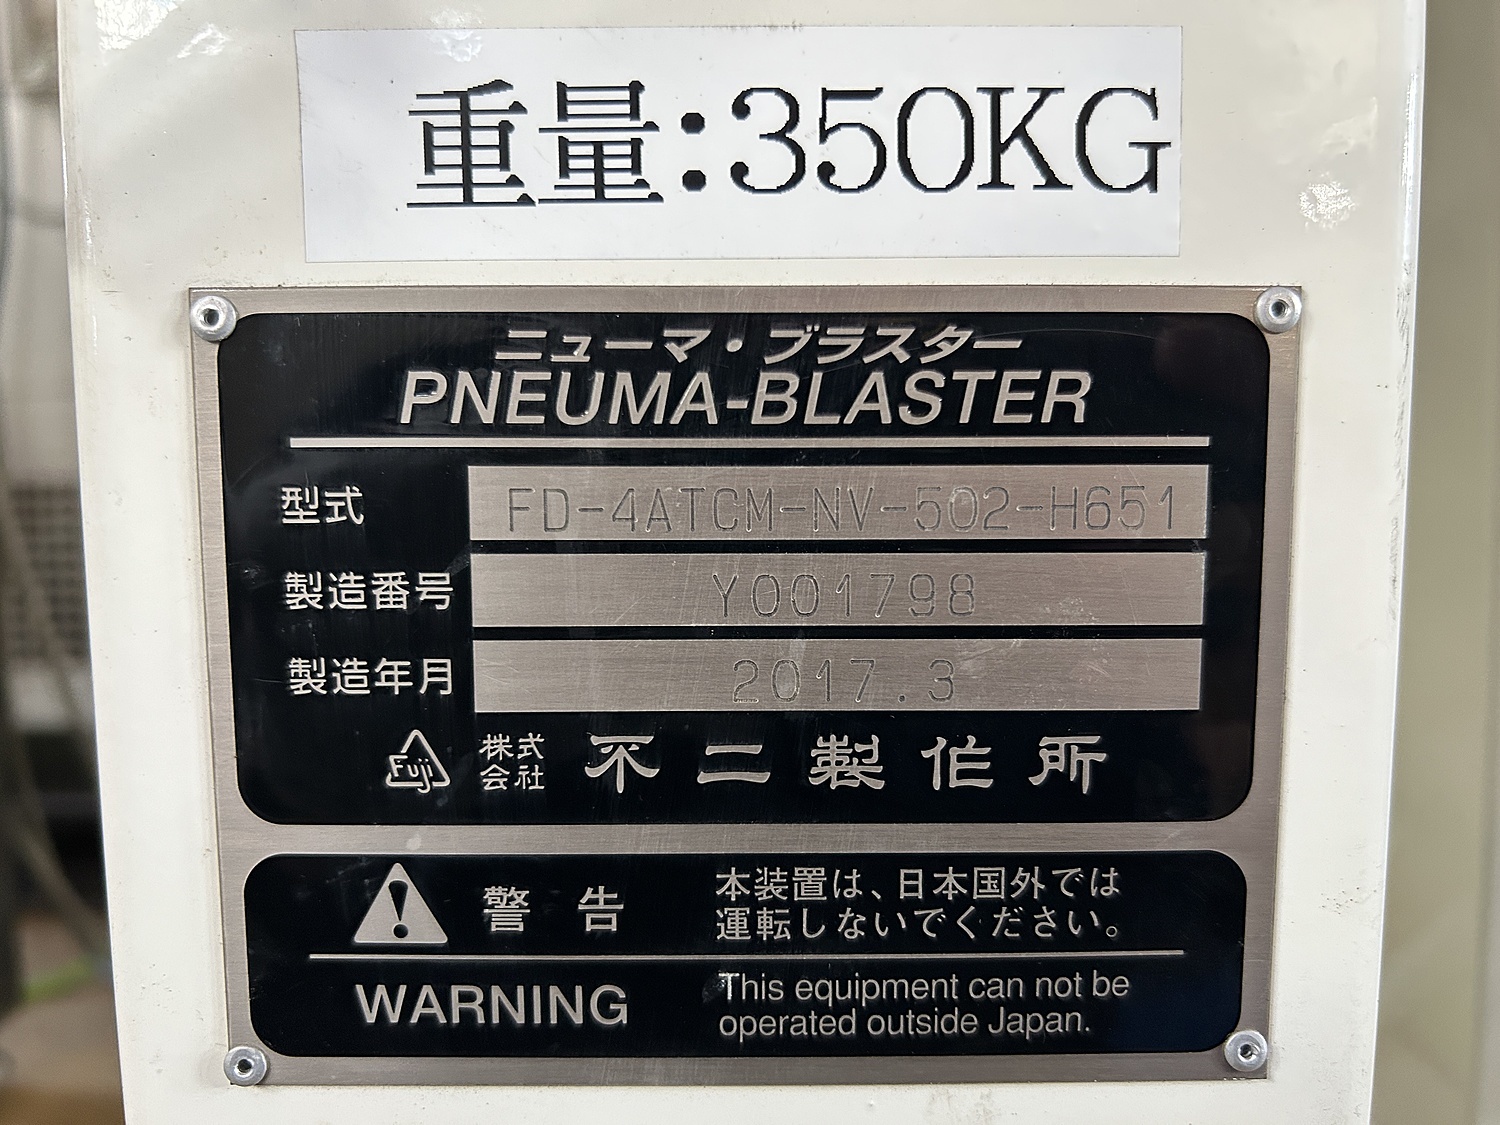 重量:350KG
ニューマ・ブラスター
PNEUMA-BLASTER
型式 FD-4ATCM-NV-502-H651
製造番号 Y001798
製造年月 2017.3
Fuji 株式会社 不二製作所
警告 本装置は、日本国外では
運転しないでください。
WARNING This equipment can not be
operated outside Japan.